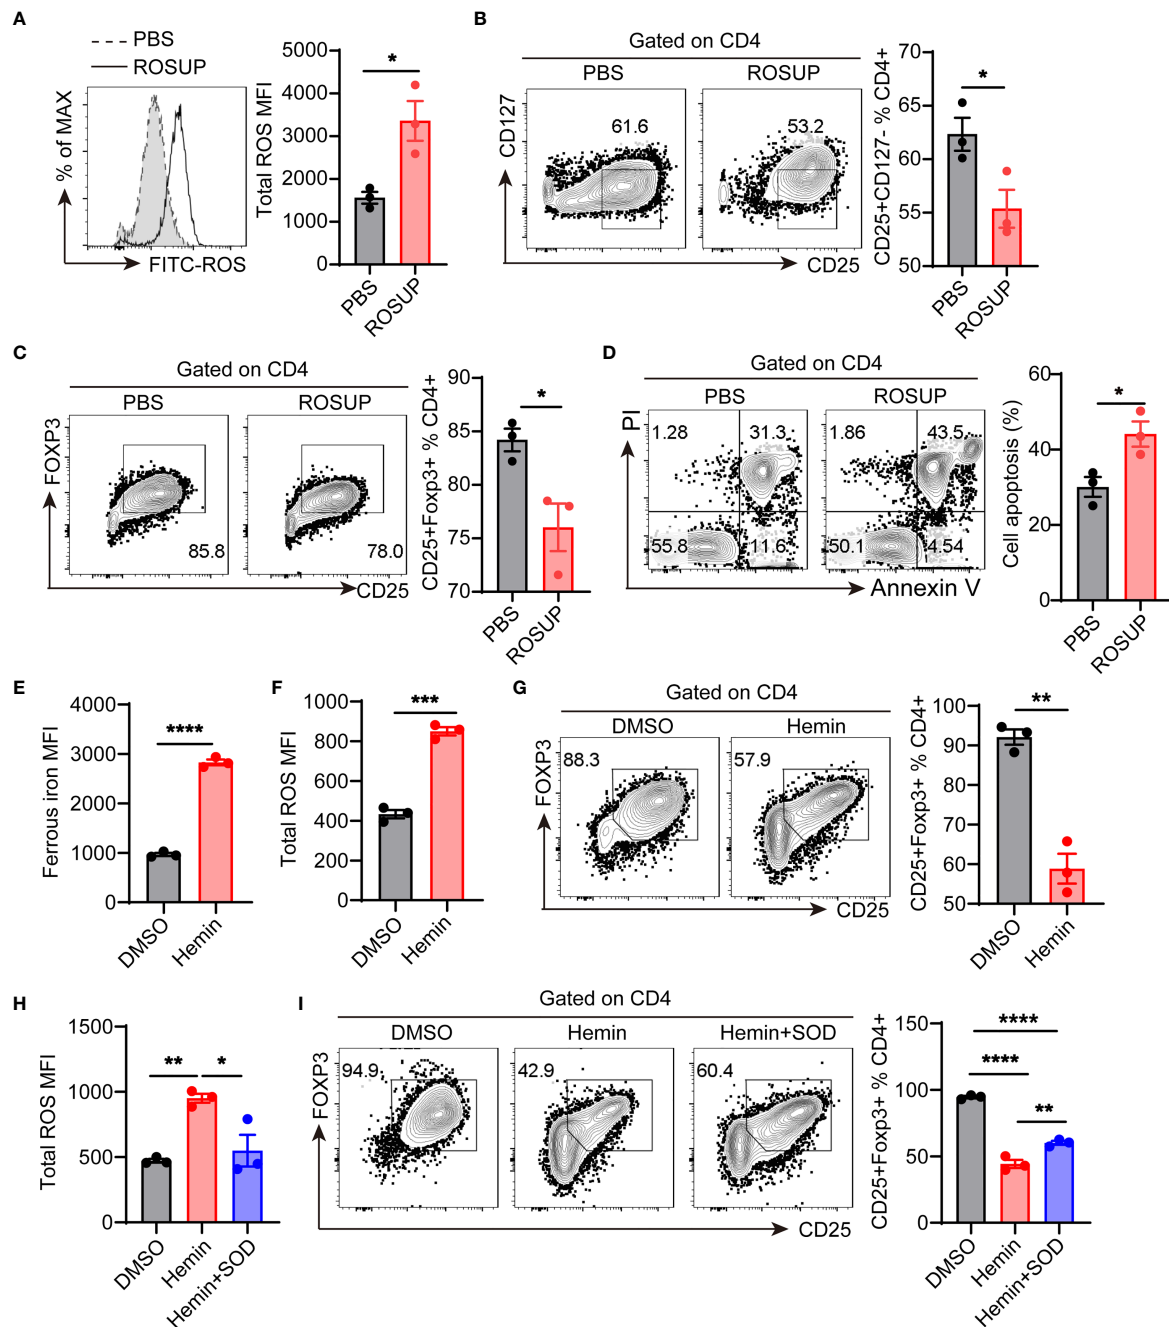 A
PBS
ROSUP
% of MAX
FITC-ROS
Total ROS MFI
5000
4000
3000
2000
1000
0
*
PBS
ROSUP
B
Gated on CD4
PBS
ROSUP
CD127
61.6
53.2
CD25
CD25+CD127- % CD4+
70
65
60
55
50
*
PBS
ROSUP
C
Gated on CD4
PBS
ROSUP
FOXP3
85.8
78.0
CD25
CD25+Foxp3+ % CD4+
90
85
80
75
70
*
PBS
ROSUP
D
Gated on CD4
PBS
ROSUP
PI
1.28
31.3
55.8
11.6
1.86
43.5
50.1
4.54
Annexin V
Cell apoptosis (%)
60
40
20
0
*
PBS
ROSUP
E
Ferrous iron MFI
4000
3000
2000
1000
0
****
DMSO
Hemin
F
Total ROS MFI
1000
800
600
400
200
0
***
DMSO
Hemin
G
Gated on CD4
DMSO
Hemin
FOXP3
88.3
57.9
CD25
CD25+Foxp3+ % CD4+
100
90
80
70
60
50
**
DMSO
Hemin
H
Total ROS MFI
1500
1000
500
0
**
*
DMSO
Hemin
Hemin+SOD
I
Gated on CD4
DMSO
Hemin
Hemin+SOD
FOXP3
94.9
42.9
60.4
CD25
CD25+Foxp3+ % CD4+
150
100
50
0
****
****
**
DMSO
Hemin
Hemin+SOD